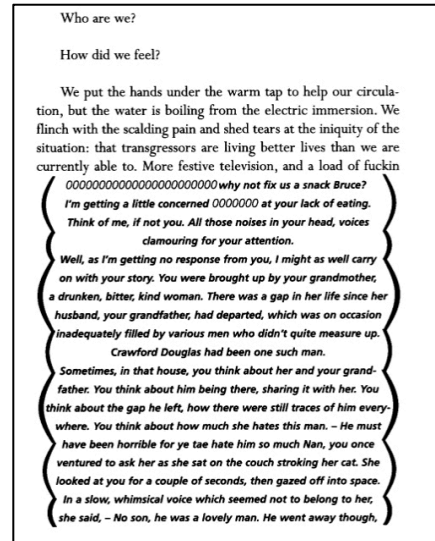 Who are we?
How did we feel?
We put the hands under the warm tap to help our circula-
tion, but the water is boiling from the electric immersion. We
flinch with the scalding pain and shed tears at the iniquity of the
situation: that transgressors are living better lives than we are
currently able to. More festive television, and a load of fuckin
00000000000000000000000 why not fix us a snack Bruce?
I'm getting a little concerned 0000000 at your lack of eating.
Think of me, if not you. All those noises in your head, voices
clamouring for your attention.
Well, as I'm getting no response from you, I might as well carry
on with your story. You were brought up by your grandmother,
a drunken, bitter, kind woman. There was a gap in her life since her
husband, your grandfather, had departed, which was on occasion
inadequately filled by various men who didn't quite measure up.
Crawford Douglas had been one such man.
Sometimes, in that house, you think about her and your grand-
father. You think about him being there, sharing it with her. You
think about the gap he left, how there were still traces of him every-
where. You think about how much she hates this man. – He must
have been horrible for ye tae hate him so much Nan, you once
ventured to ask her as she sat on the couch stroking her cat. She
looked at you for a couple of seconds, then gazed off into space.
In a slow, whimsical voice which seemed not to belong to her,
she said, – No son, he was a lovely man. He went away though,